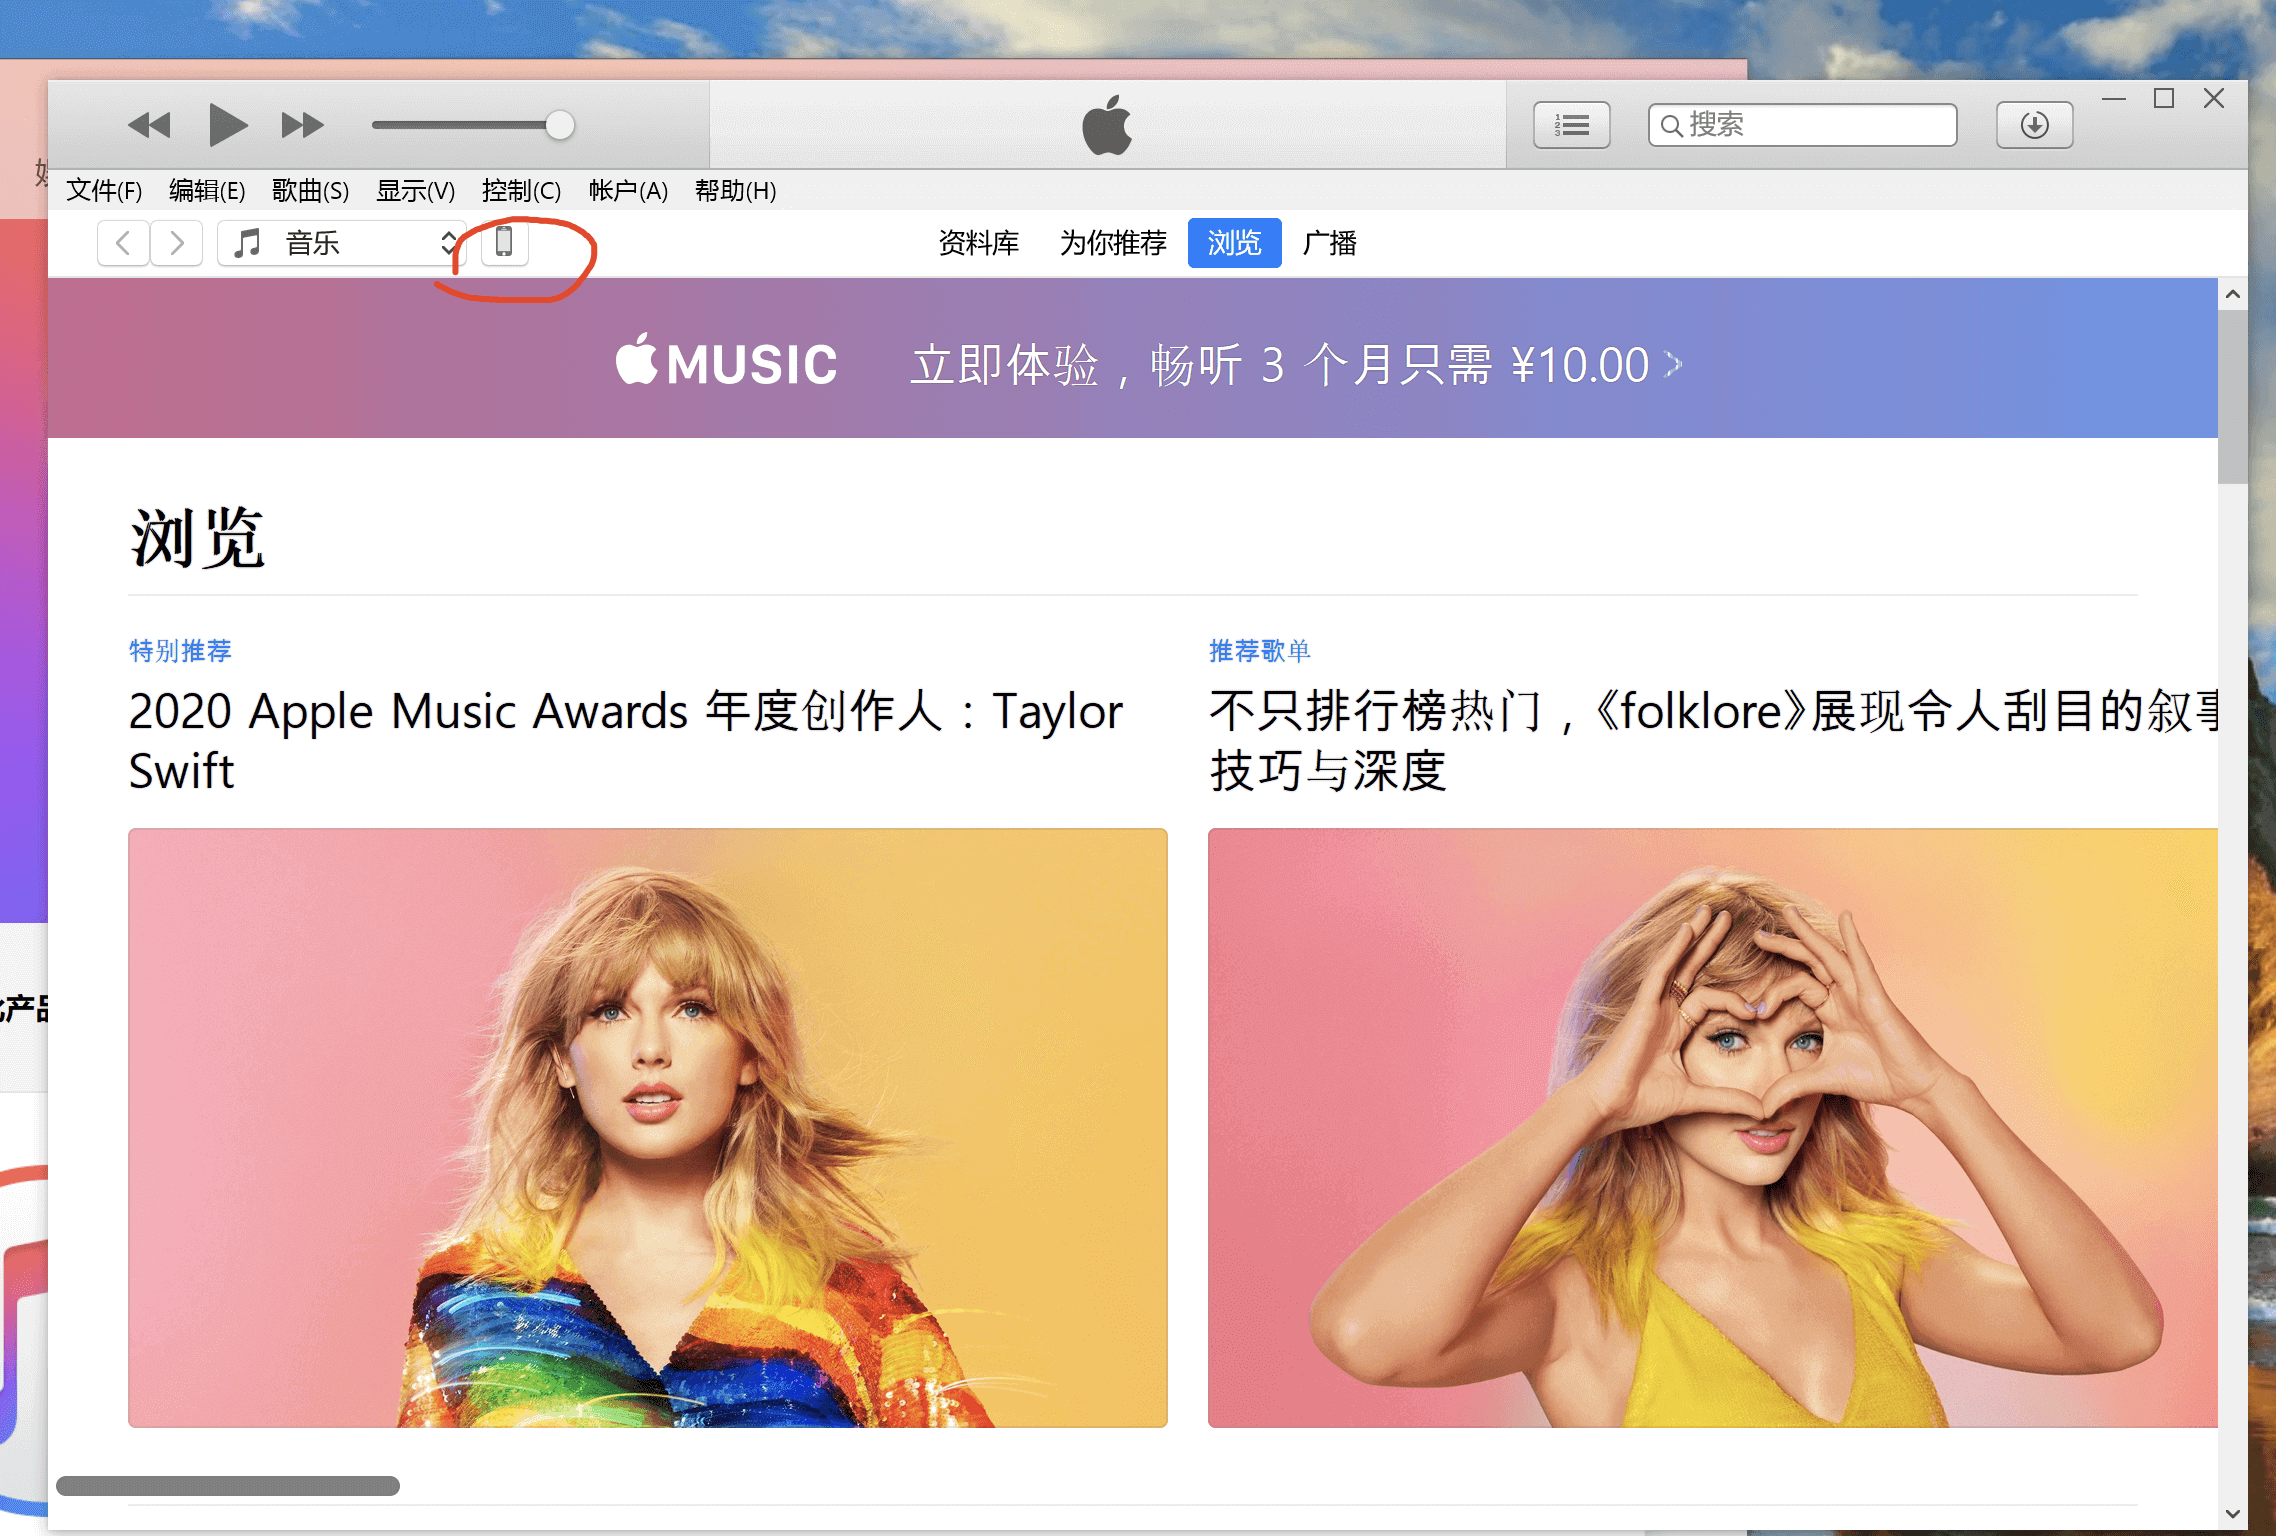 搜索
文件(F) 编辑(E) 歌曲(S) 显示(V) 控制(C) 帐户(A) 帮助(H)
音乐
资料库 为你推荐 浏览 广播
MUSIC 立即体验，畅听 3 个月只需 ¥10.00
浏览
特别推荐
2020 Apple Music Awards 年度创作人：Taylor
Swift
推荐歌单
不只排行榜热门，《folklore》展现令人刮目的叙事
技巧与深度
产品